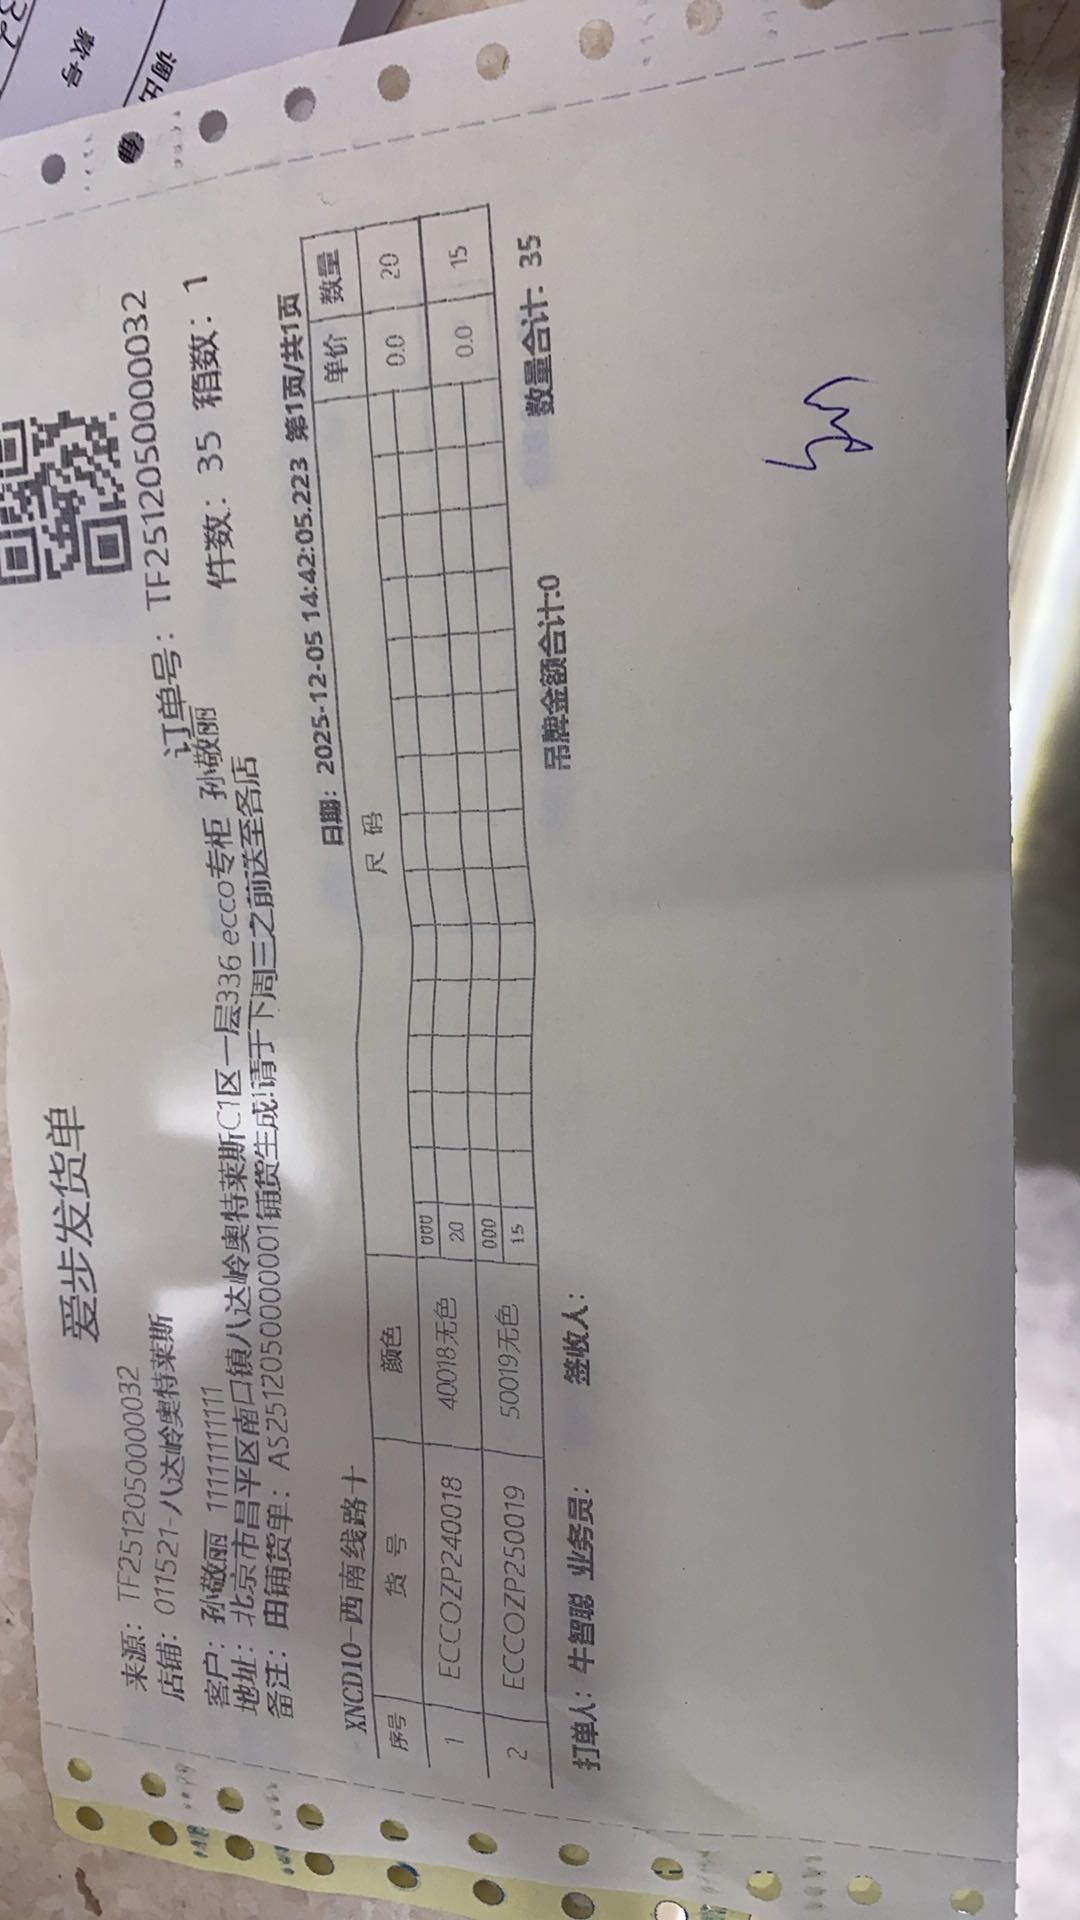 调出
款号
爱步发货单
来源：TF251205000032
订单号：TF251205000032
店铺：011521-八达岭奥特莱斯
件数：35 箱数：1
客户：孙敬丽 11111111111
地址：北京市昌平区南口镇八达岭奥特莱斯C1区一层336 ecco专柜 孙敬丽
备注：由铺货单：AS251205000001铺货生成!请于下周三之前送至各店
XNCD10-西南线路十 日期：2025-12-05 14:42:05.223 第1页/共1页
序号 货号 颜色 尺码 单价 数量
000
1 ECCOZP240018 40018无色 20 0.0 20
000
2 ECCOZP250019 50019无色 15 0.0 15
打单人：牛智聪 业务员： 签收人： 吊牌金额合计:0 数量合计：35